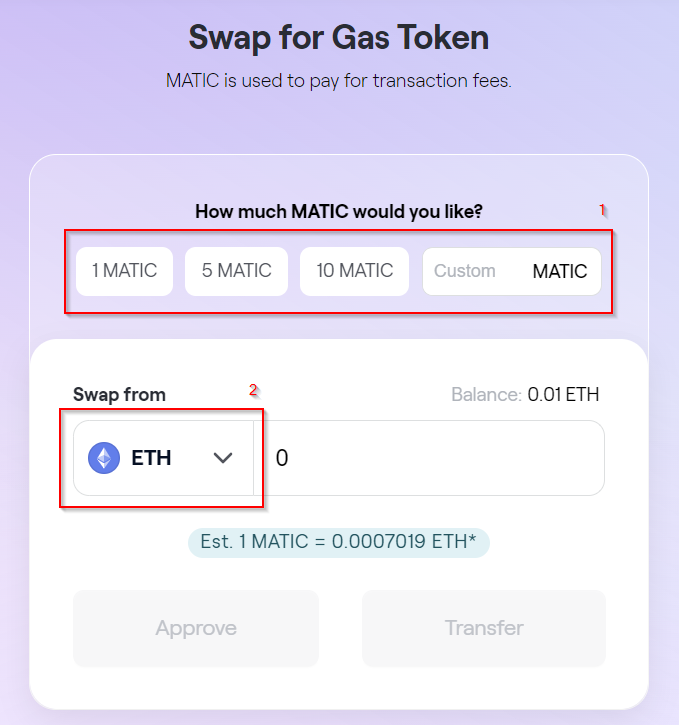 Swap for Gas Token
MATIC is used to pay for transaction fees.
How much MATIC would you like?
1
1 MATIC 5 MATIC 10 MATIC Custom MATIC
Swap from 2 Balance: 0.01 ETH
ETH 0
Est. 1 MATIC = 0.0007019 ETH*
Approve Transfer